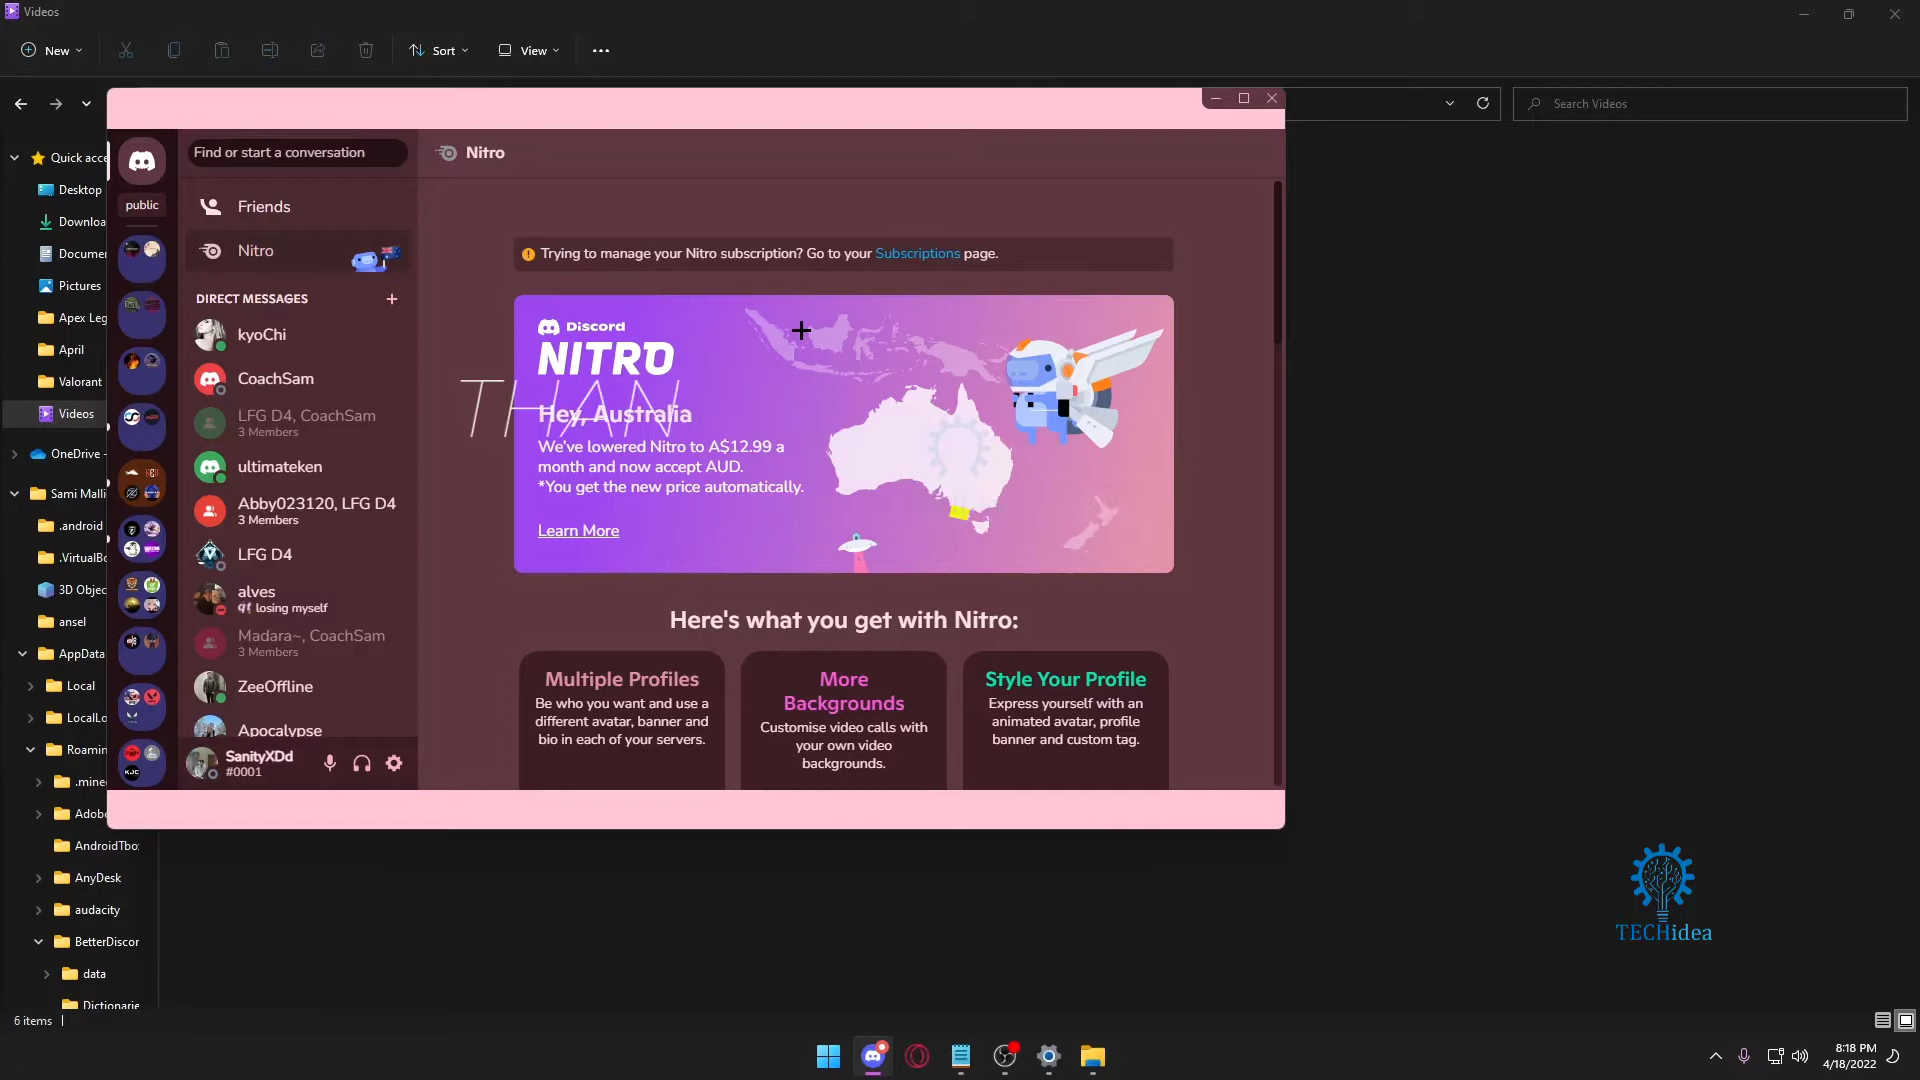 Videos
New
Sort
View
Search Videos
Quick acce
Desktop
Downloa
Documer
Pictures
Apex Leg
April
Valorant
Videos
OneDrive -
Sami Malli
.android
.VirtualBo
3D Objec
ansel
AppData
Local
LocalLo
Roamin
.mine
Adobe
AndroidTbo
AnyDesk
audacity
BetterDiscor
data
Dictionarie
6 items
public
Find or start a conversation
Friends
Nitro
DIRECT MESSAGES
kyoChi
CoachSam
LFG D4, CoachSam
3 Members
ultimateken
Abby023120, LFG D4
3 Members
LFG D4
alves
losing myself
Madara~, CoachSam
3 Members
ZeeOffline
Apocalypse
SanityXDd
#0001
Nitro
Trying to manage your Nitro subscription? Go to your Subscriptions page.
Discord
NITRO
THAN
Hey, Australia
We've lowered Nitro to A$12.99 a
month and now accept AUD.
*You get the new price automatically.
Learn More
Here's what you get with Nitro:
Multiple Profiles
Be who you want and use a
different avatar, banner and
bio in each of your servers.
More
Backgrounds
Customise video calls with
your own video
backgrounds.
Style Your Profile
Express yourself with an
animated avatar, profile
banner and custom tag.
TECHidea
8:18 PM
4/18/2022